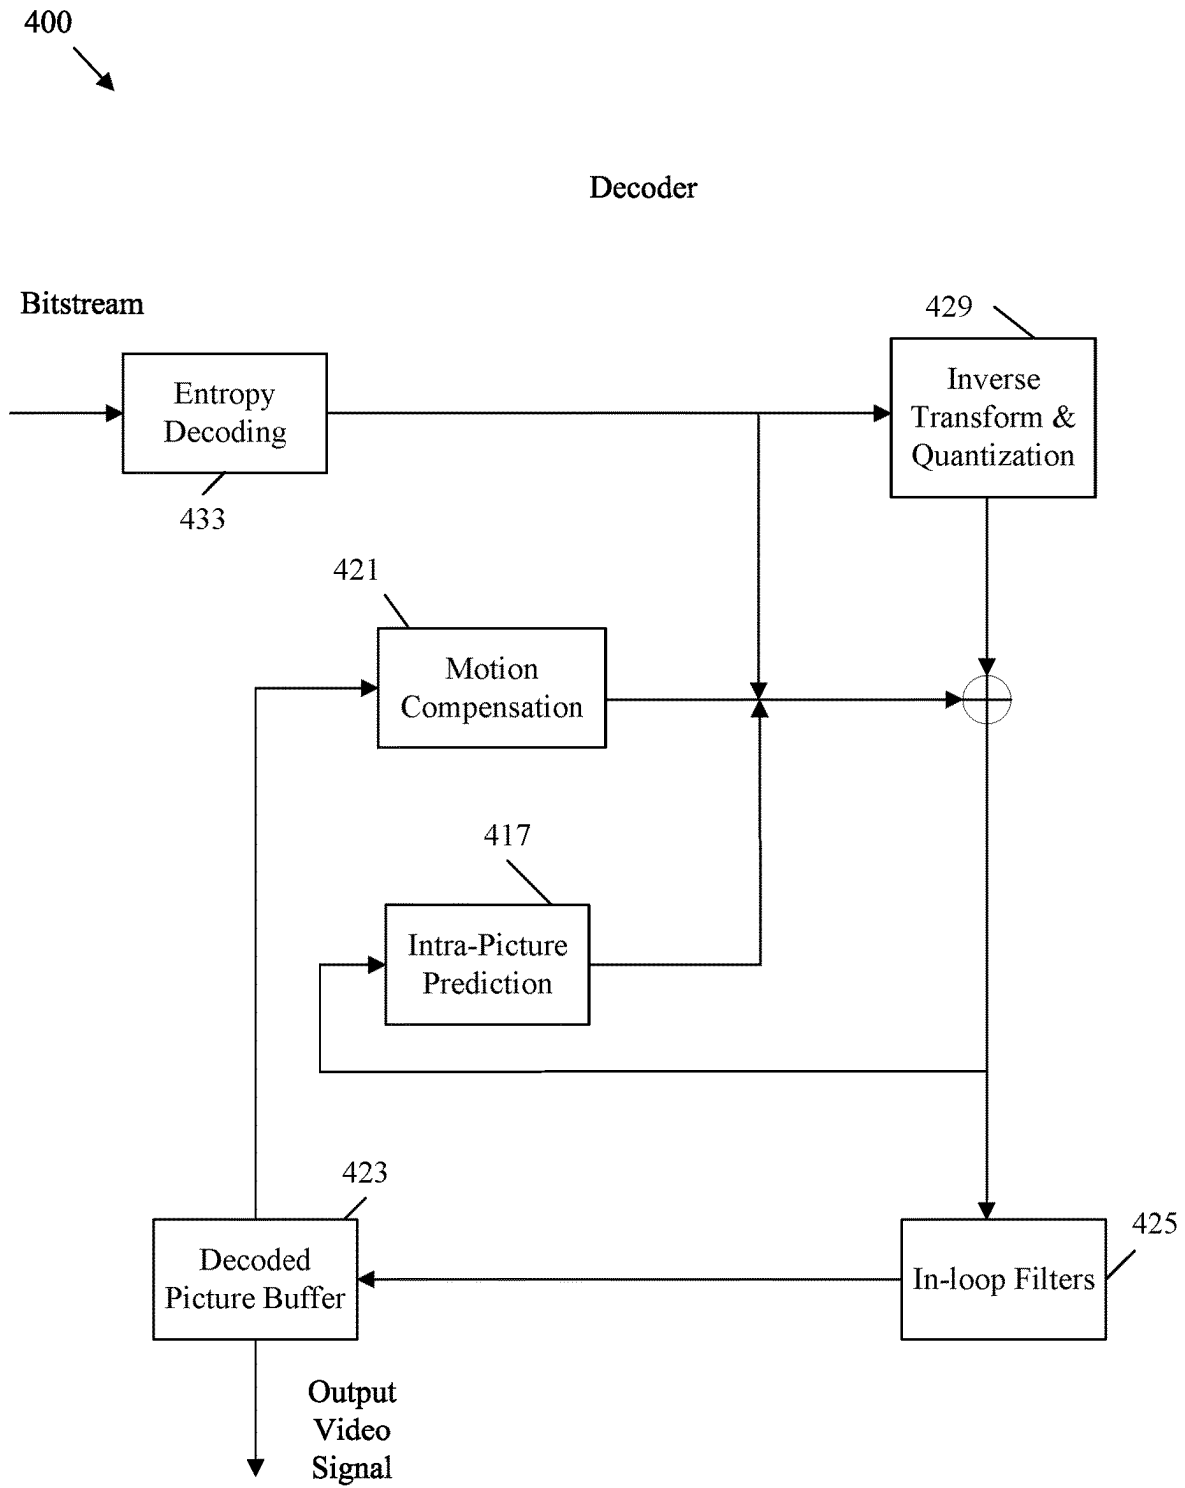 400
Decoder
Bitstream
429
Entropy
Decoding
Inverse
Transform &
Quantization
433
421
Motion
Compensation
417
Intra-Picture
Prediction
423
425
Decoded
Picture Buffer
In-loop Filters
Output
Video
Signal